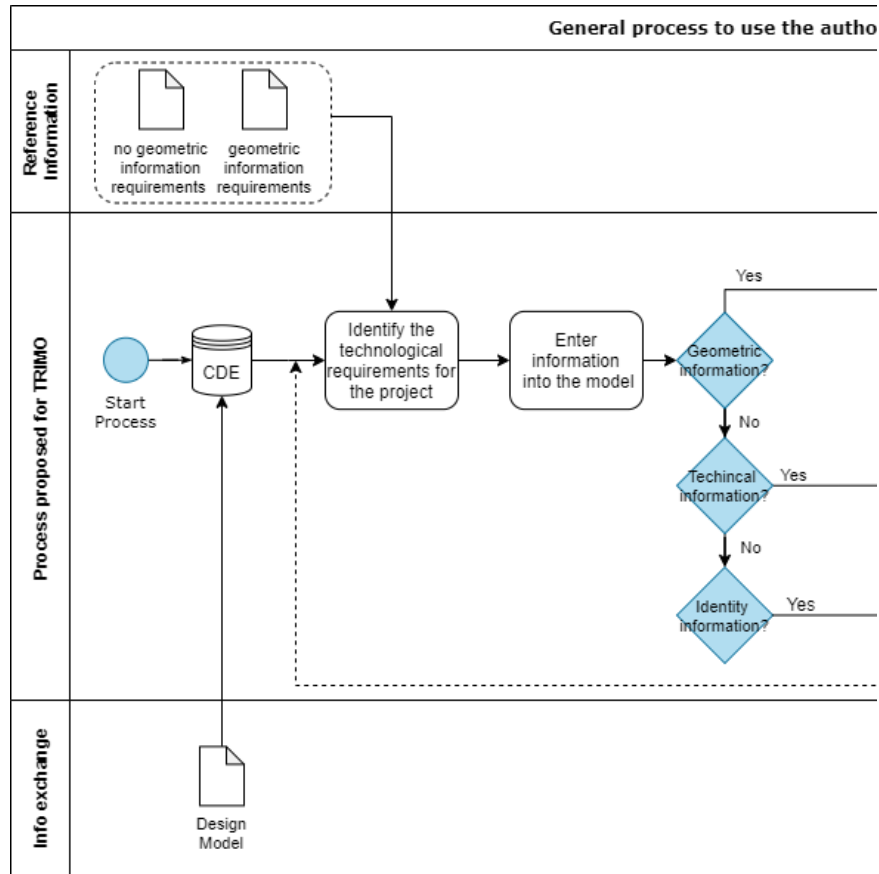 General process to use the autho
Reference
Information
no geometric
information
requirements
geometric
information
requirements
Process proposed for TRIMO
Start
Process
CDE
Identify the
technological
requirements for
the project
Enter
information
into the model
Geometric
information?
Yes
No
Techincal
information?
Yes
No
Identity
information?
Yes
Info exchange
Design
Model